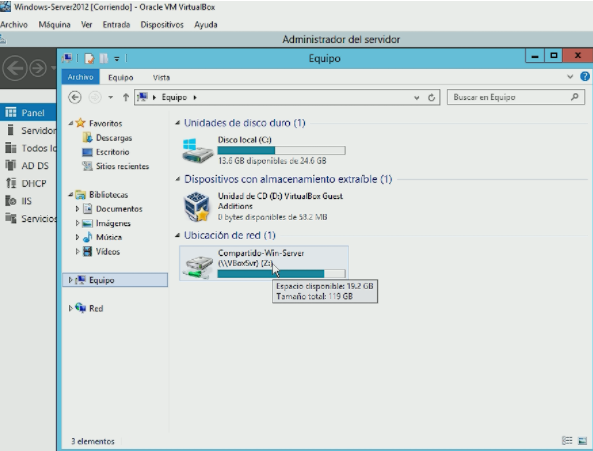 Windows-Server2012 [Corriendo] - Oracle VM VirtualBox
Archivo Máquina Ver Entrada Dispositivos Ayuda
Administrador del servidor
Equipo
Archivo Equipo Vista
Equipo
Buscar en Equipo
Panel
Servidor
Todos lo
AD DS
DHCP
IIS
Servicios
Favoritos
Descargas
Escritorio
Sitios recientes
Bibliotecas
Documentos
Imágenes
Música
Vídeos
Equipo
Red
Unidades de disco duro (1)
Disco local (C:)
13.6 GB disponibles de 24.6 GB
Dispositivos con almacenamiento extraíble (1)
Unidad de CD (D:) VirtualBox Guest
Additions
0 bytes disponibles de 58.2 MB
Ubicación de red (1)
Compartido-Win-Server
(\\VBoxSvr) (Z:)
Espacio disponible: 19.2 GB
Tamaño total: 119 GB
3 elementos